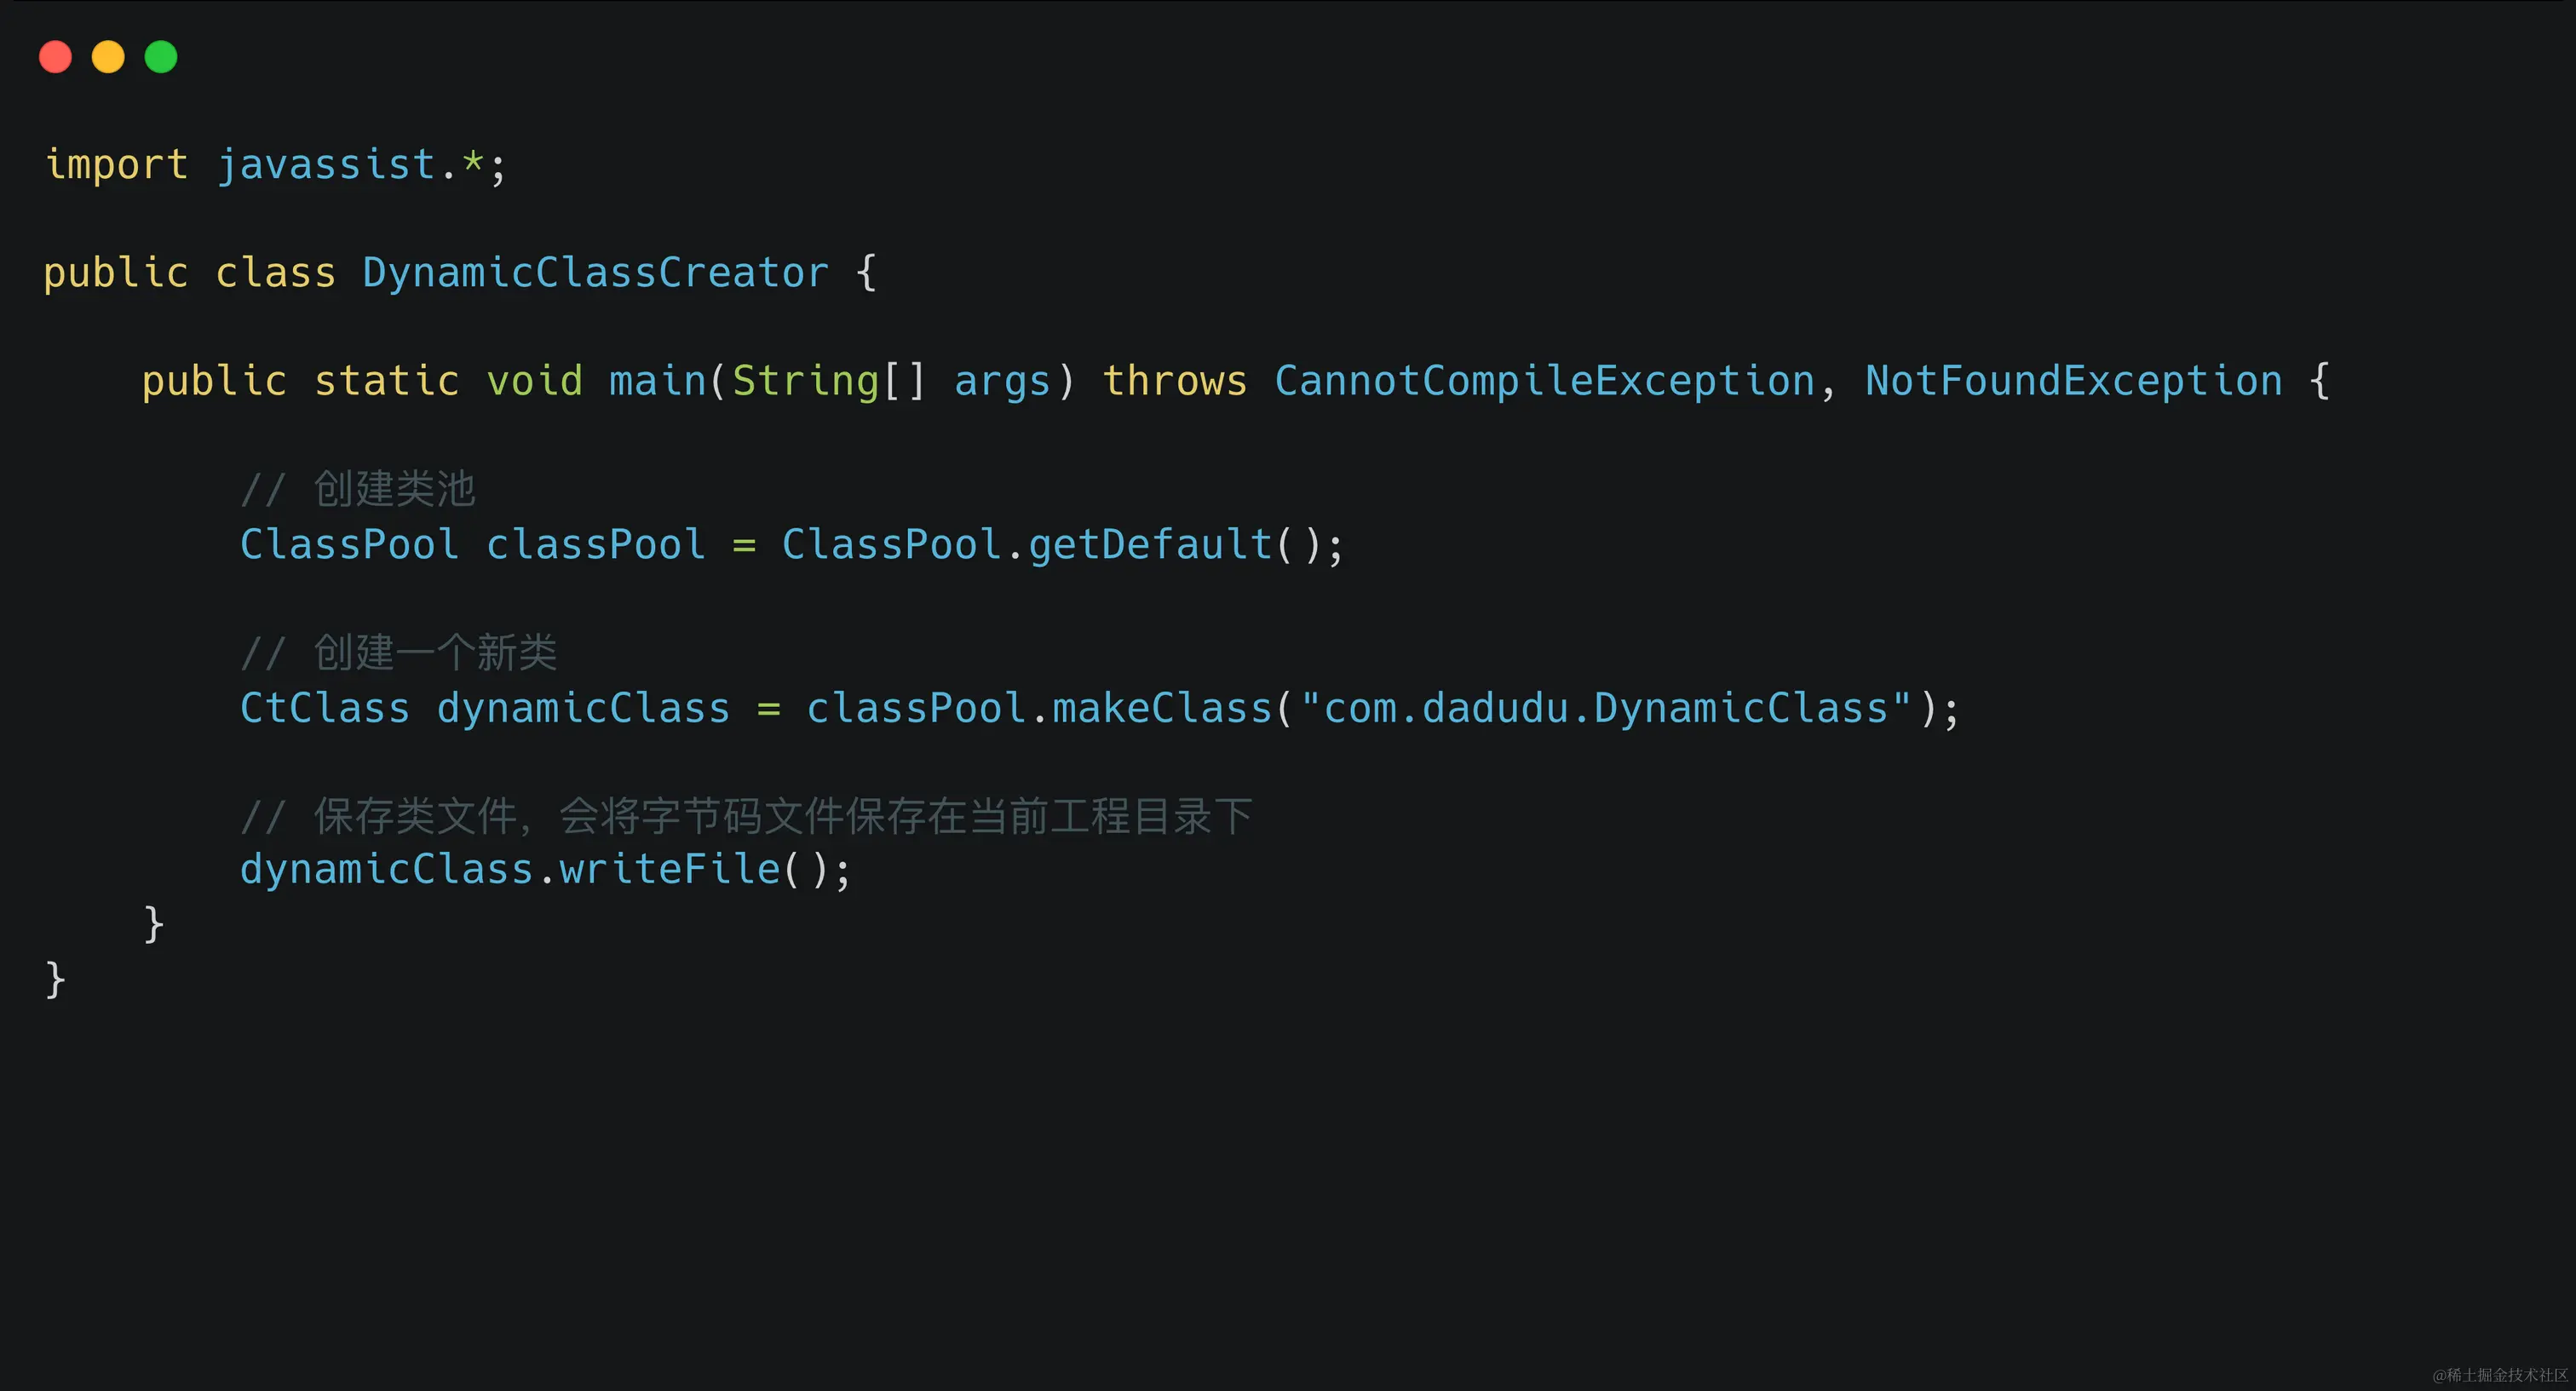 import javassist.*;
public class DynamicClassCreator {
public static void main(String[] args) throws CannotCompileException, NotFoundException {
// 创建类池
ClassPool classPool = ClassPool.getDefault();
// 创建一个新类
CtClass dynamicClass = classPool.makeClass("com.dadudu.DynamicClass");
// 保存类文件，会将字节码文件保存在当前工程目录下
dynamicClass.writeFile();
}
}
@稀土掘金技术社区